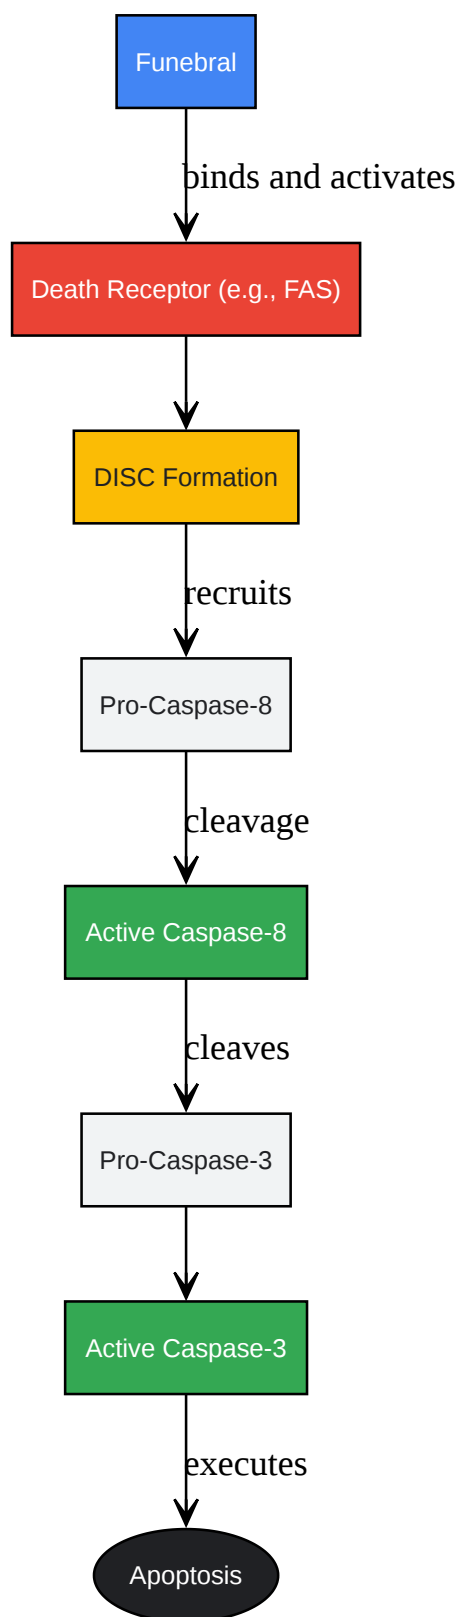 Funebral
binds and activates
Death Receptor (e.g., FAS)
DISC Formation
recruits
Pro-Caspase-8
cleavage
Active Caspase-8
cleaves
Pro-Caspase-3
Active Caspase-3
executes
Apoptosis